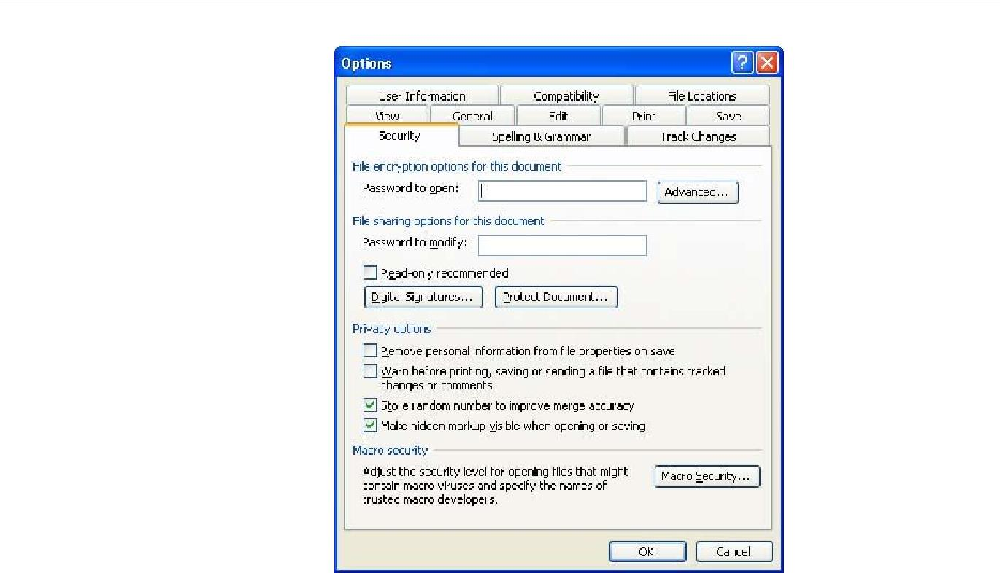 Options
User Information Compatibility File Locations
View General Edit Print Save
Security Spelling & Grammar Track Changes
File encryption options for this document
Password to open: Advanced...
File sharing options for this document
Password to modify:
Read-only recommended
Digital Signatures... Protect Document...
Privacy options
Remove personal information from file properties on save
Warn before printing, saving or sending a file that contains tracked
changes or comments
Store random number to improve merge accuracy
Make hidden markup visible when opening or saving
Macro security
Adjust the security level for opening files that might
contain macro viruses and specify the names of
trusted macro developers.
Macro Security...
OK Cancel